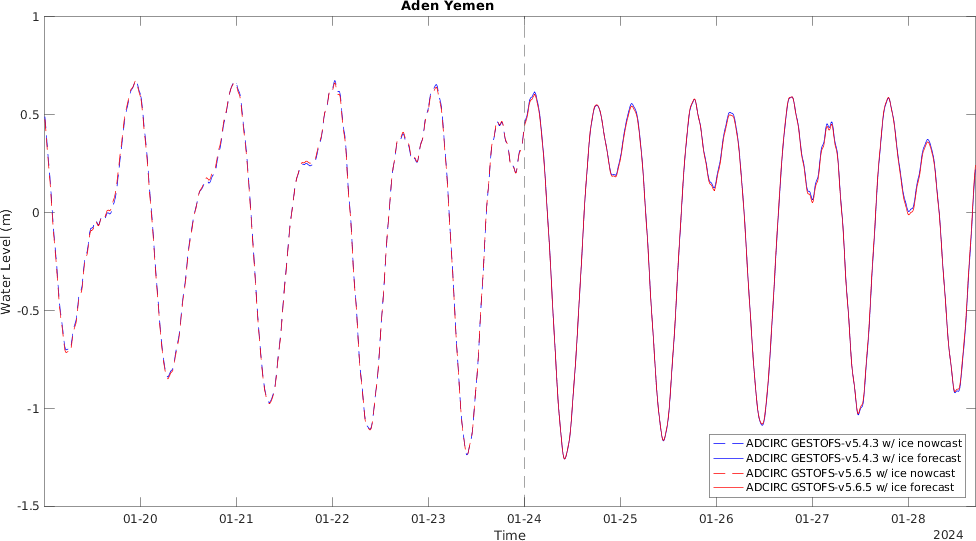 Aden Yemen
Water Level (m)
1
0.5
0
-0.5
-1
-1.5
01-20 01-21 01-22 01-23 01-24 01-25 01-26 01-27 01-28
Time
2024
ADCIRC GESTOFS-v5.4.3 w/ ice nowcast
ADCIRC GESTOFS-v5.4.3 w/ ice forecast
ADCIRC GSTOFS-v5.6.5 w/ ice nowcast
ADCIRC GSTOFS-v5.6.5 w/ ice forecast